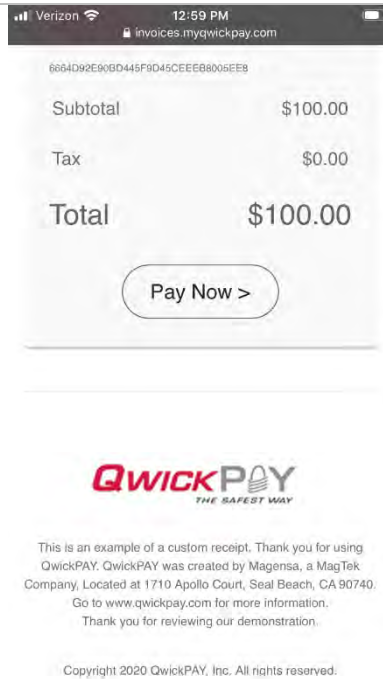 Verizon 12:59 PM
invoices.myqwickpay.com
6664D92E90BD445F9D45CEEEB8005EE8
Subtotal $100.00
Tax $0.00
Total $100.00
Pay Now >
QWICKPAY
THE SAFEST WAY
This is an example of a custom receipt. Thank you for using
QwickPAY. QwickPAY was created by Magensa, a MagTek
Company, Located at 1710 Apollo Court, Seal Beach, CA 90740.
Go to www.qwickpay.com for more information.
Thank you for reviewing our demonstration.
Copyright 2020 QwickPAY, Inc. All rights reserved.